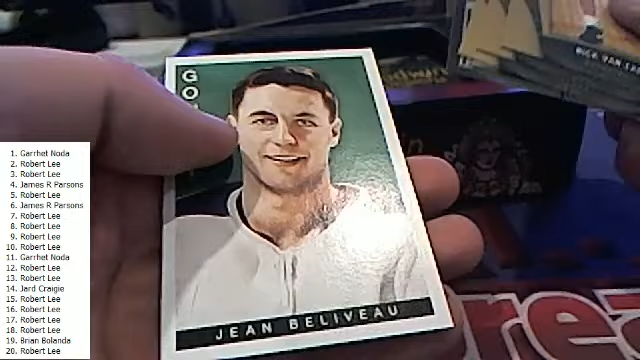 GO
JEAN BELIVEAU
1. Garrhet Noda
2. Robert Lee
3. Robert Lee
4. James R Parsons
5. Robert Lee
6. James R Parsons
7. Robert Lee
8. Robert Lee
9. Robert Lee
10. Robert Lee
11. Garrhet Noda
12. Robert Lee
13. Robert Lee
14. Jard Craigie
15. Robert Lee
16. Robert Lee
17. Robert Lee
18. Robert Lee
19. Brian Bolanda
20. Robert Lee